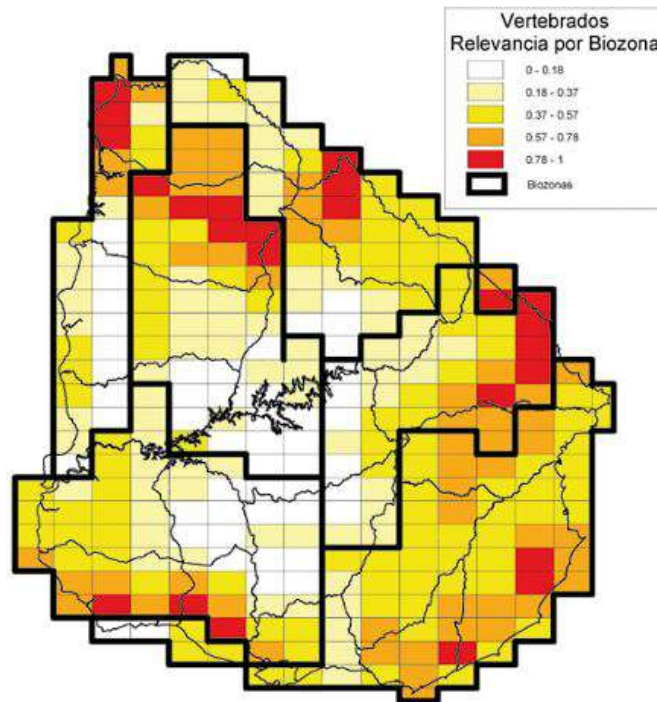 Vertebrados
Relevancia por Biozona
0 - 0.18
0.18 - 0.37
0.37 - 0.57
0.57 - 0.78
0.78 - 1
Biozonas